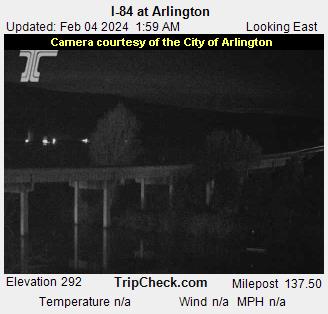 I-84 at Arlington
Updated: Feb 04 2024 1:59 AM Looking East
Camera courtesy of the City of Arlington
Elevation 292 TripCheck.com Milepost 137.50
Temperature n/a Wind n/a MPH n/a